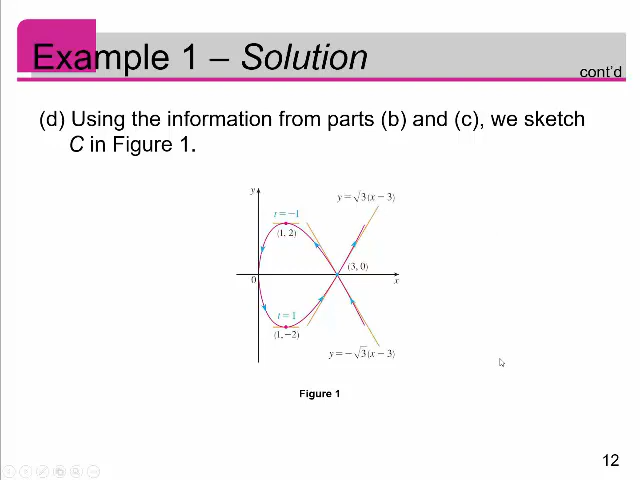 Example 1 – Solution
cont'd
(d) Using the information from parts (b) and (c), we sketch
C in Figure 1.
y
y = √3(x − 3)
t = −1
(1, 2)
(3, 0)
0
x
t = 1
(1, −2)
y = −√3(x − 3)
Figure 1
12